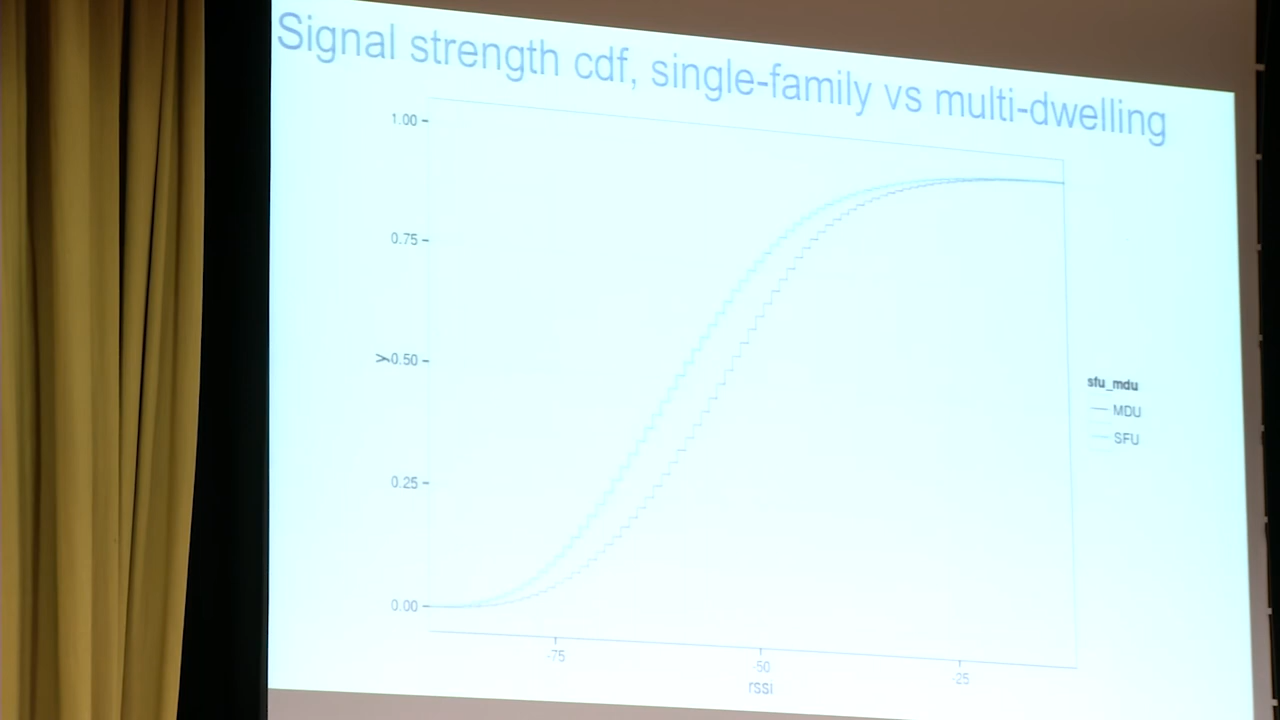 Signal strength cdf, single-family vs multi-dwelling
1.00
0.75
y
0.50
0.25
0.00
-75
-50
-25
rssi
sfu_mdu
MDU
SFU